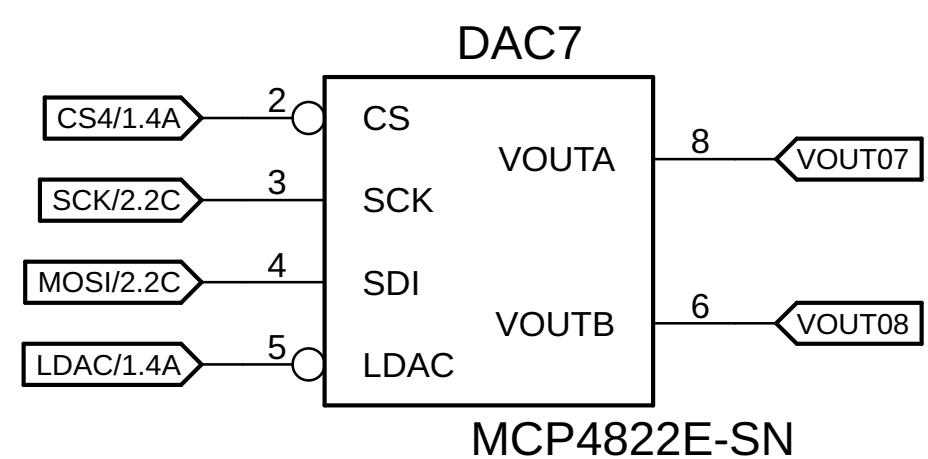 DAC7
CS4/1.4A 2 CS
VOUTA 8 VOUT07
SCK/2.2C 3 SCK
MOSI/2.2C 4 SDI
VOUTB 6 VOUT08
LDAC/1.4A 5 LDAC
MCP4822E-SN